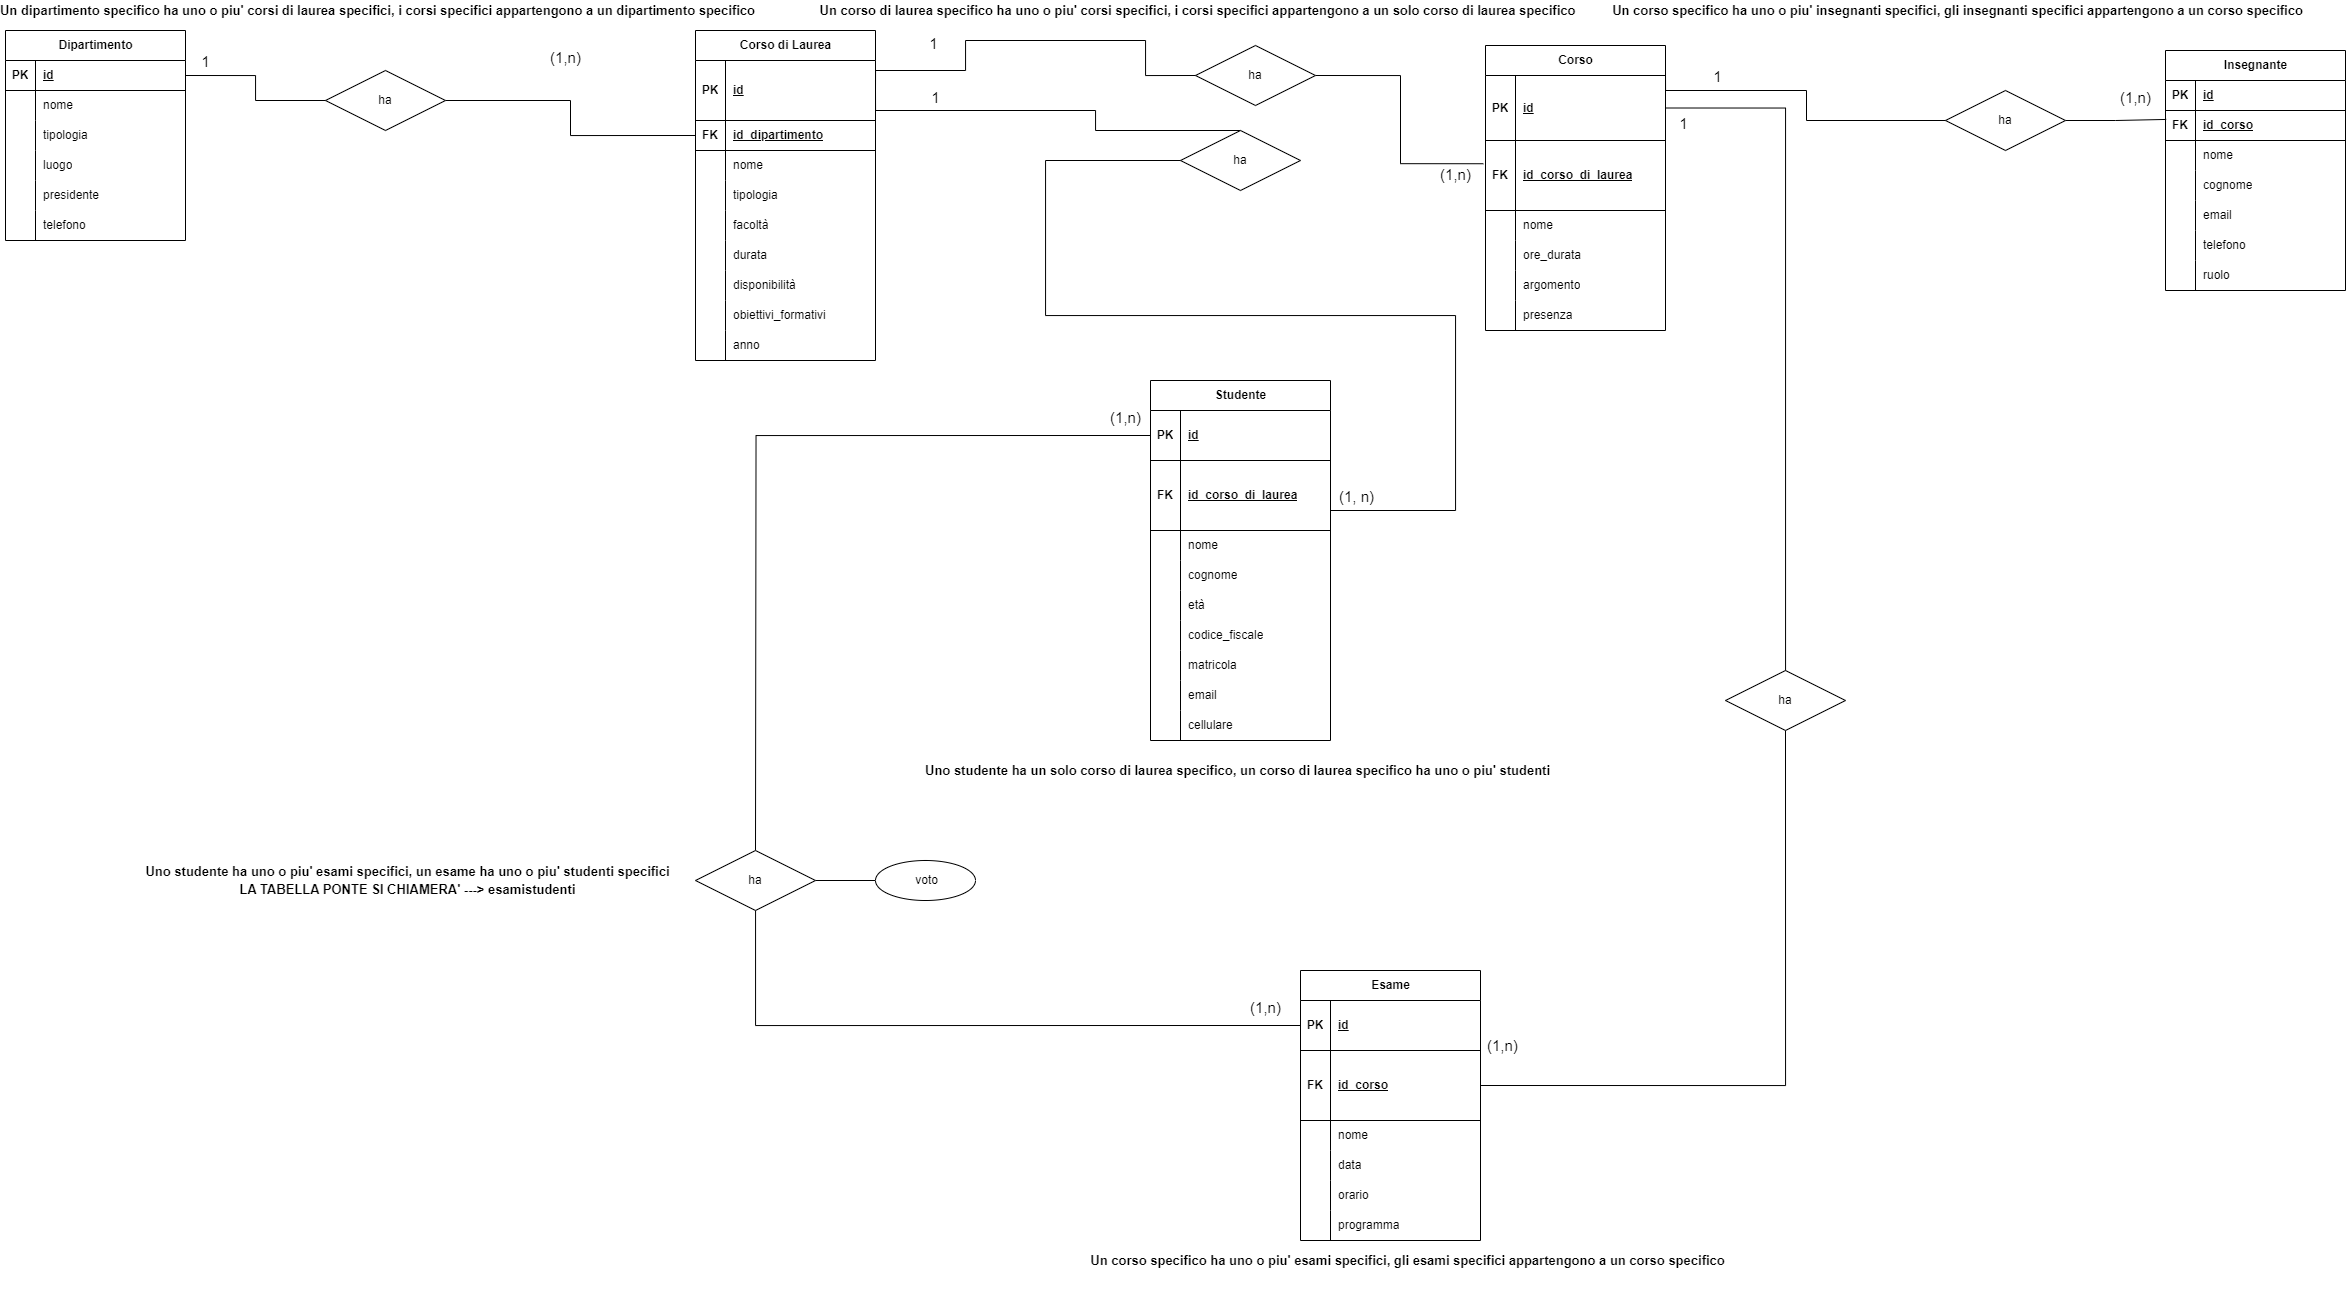 Un dipartimento specifico ha uno o piu' corsi di laurea specifici, i corsi specifici appartengono a un dipartimento specifico
Un corso di laurea specifico ha uno o piu' corsi specifici, i corsi specifici appartengono a un solo corso di laurea specifico
Un corso specifico ha uno o piu' insegnanti specifici, gli insegnanti specifici appartengono a un corso specifico
Dipartimento
PK id
nome
tipologia
luogo
presidente
telefono
1
ha
(1,n)
Corso di Laurea
PK id
FK id_dipartimento
nome
tipologia
facoltà
durata
disponibilità
obiettivi_formativi
anno
1
ha
(1,n)
1
ha
(1, n)
Corso
PK id
FK id_corso_di_laurea
nome
ore_durata
argomento
presenza
1
1
ha
(1,n)
Insegnante
PK id
FK id_corso
nome
cognome
email
telefono
ruolo
(1,n)
Studente
PK id
FK id_corso_di_laurea
nome
cognome
età
codice_fiscale
matricola
email
cellulare
ha
Uno studente ha un solo corso di laurea specifico, un corso di laurea specifico ha uno o piu' studenti
Uno studente ha uno o piu' esami specifici, un esame ha uno o piu' studenti specifici
LA TABELLA PONTE SI CHIAMERA' ---> esamistudenti
ha
voto
(1,n)
Esame
PK id
FK id_corso
nome
data
orario
programma
(1,n)
Un corso specifico ha uno o piu' esami specifici, gli esami specifici appartengono a un corso specifico